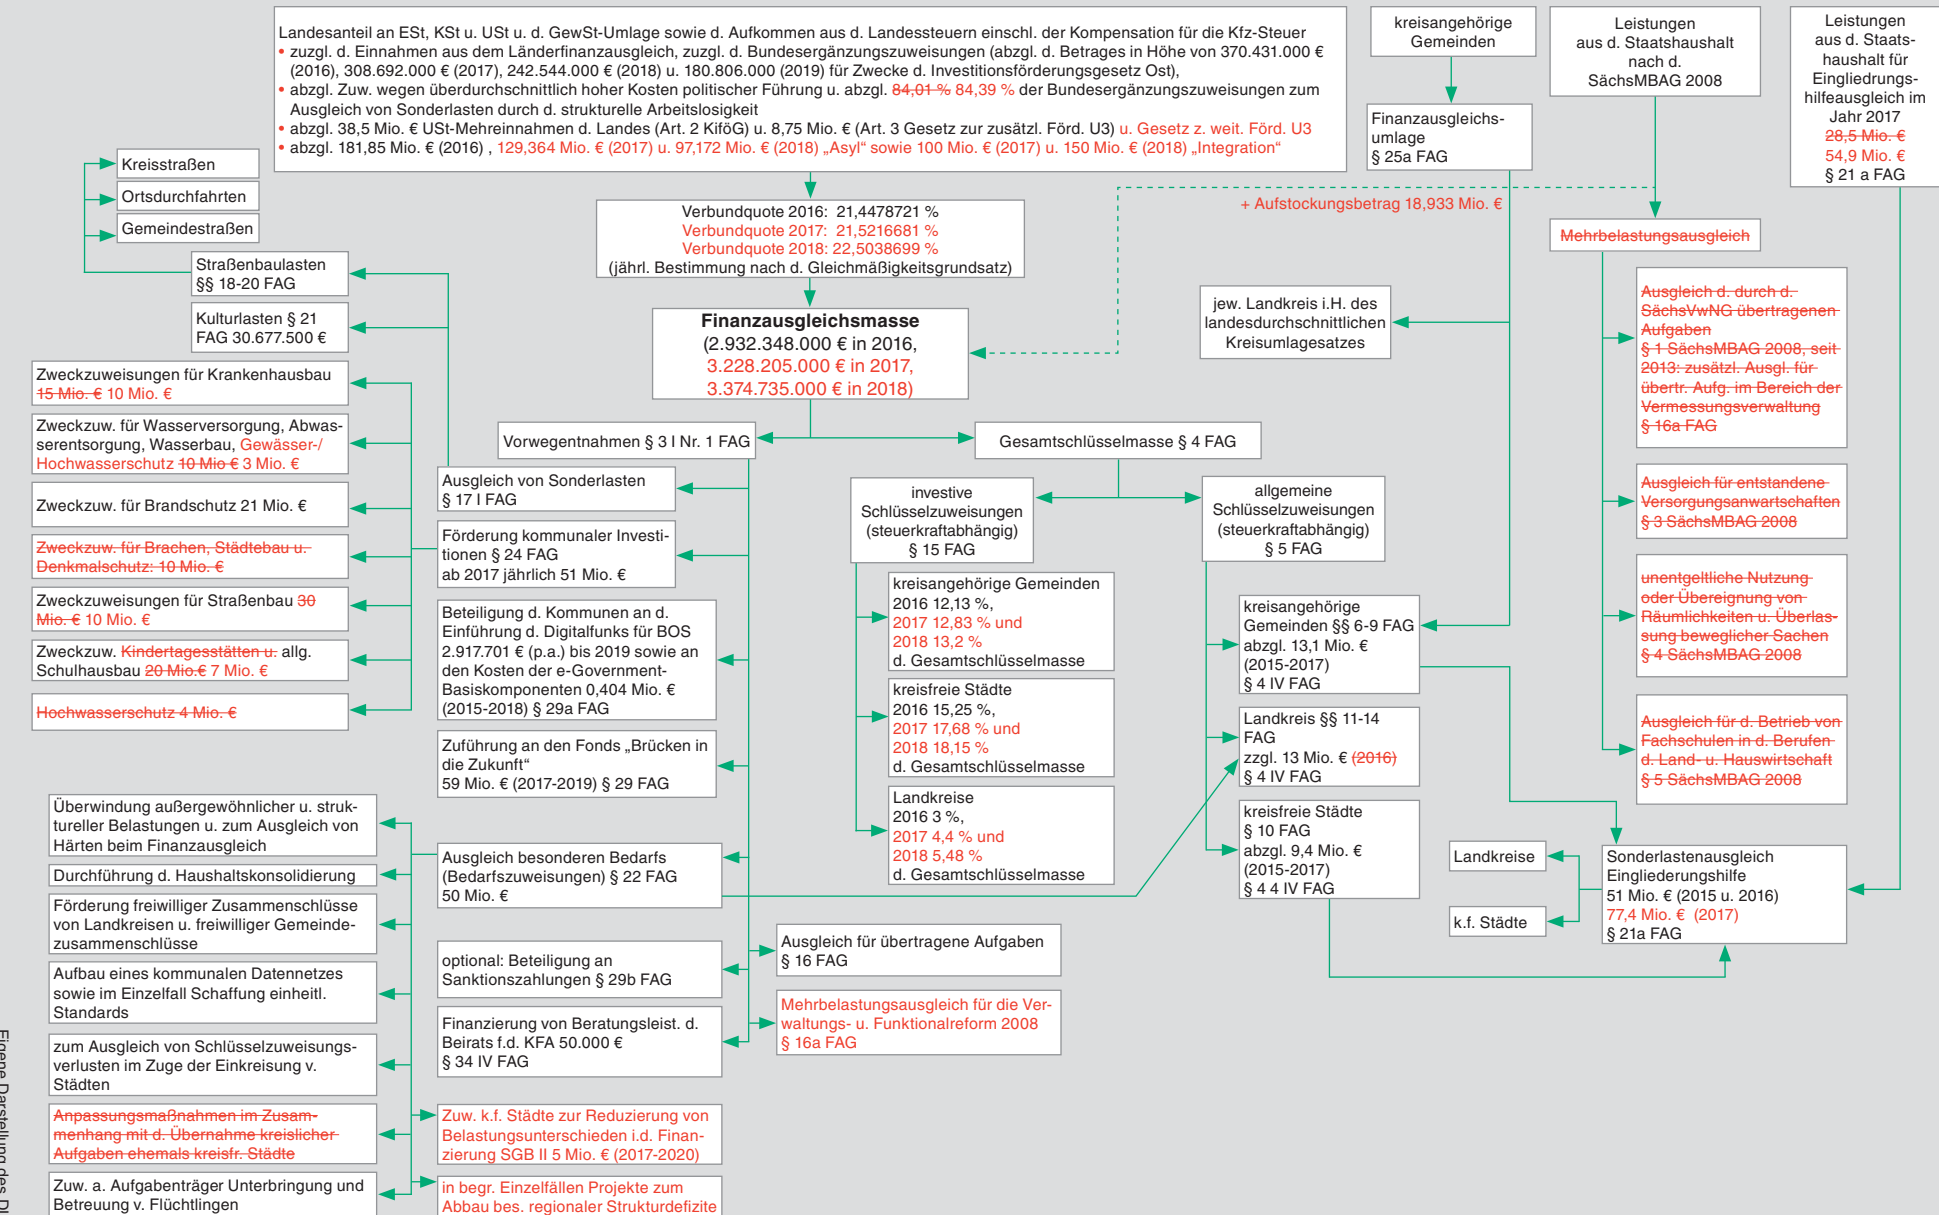 Landesanteil an ESt, KSt u. USt u. d. GewSt-Umlage sowie d. Aufkommen aus d. Landessteuern einschl. der Kompensation für die Kfz-Steuer
• zuzgl. d. Einnahmen aus dem Länderfinanzausgleich, zuzgl. d. Bundesergänzungszuweisungen (abzgl. d. Betrages in Höhe von 370.431.000 €
(2016), 308.692.000 € (2017), 242.544.000 € (2018) u. 180.806.000 (2019) für Zwecke d. Investitionsförderungsgesetz Ost),
• abzgl. Zuw. wegen überdurchschnittlich hoher Kosten politischer Führung u. abzgl. 84,01 % 84,39 % der Bundesergänzungszuweisungen zum
Ausgleich von Sonderlasten durch d. strukturelle Arbeitslosigkeit
• abzgl. 38,5 Mio. € USt-Mehreinnahmen d. Landes (Art. 2 KiföG) u. 8,75 Mio. € (Art. 3 Gesetz zur zusätzl. Förd. U3) u. Gesetz z. weit. Förd. U3
• abzgl. 181,85 Mio. € (2016) , 129,364 Mio. € (2017) u. 97,172 Mio. € (2018) „Asyl“ sowie 100 Mio. € (2017) u. 150 Mio. € (2018) „Integration“
kreisangehörige
Gemeinden
Leistungen
aus d. Staatshaushalt
nach d.
SächsMBAG 2008
Leistungen
aus d. Staats-
haushalt für
Eingliedrungs-
hilfeausgleich im
Jahr 2017
28,5 Mio. €
54,9 Mio. €
§ 21 a FAG
Finanzausgleichs-
umlage
§ 25a FAG
Kreisstraßen
Ortsdurchfahrten
Gemeindestraßen
Verbundquote 2016: 21,4478721 %
Verbundquote 2017: 21,5216681 %
Verbundquote 2018: 22,5038699 %
(jährl. Bestimmung nach d. Gleichmäßigkeitsgrundsatz)
+ Aufstockungsbetrag 18,933 Mio. €
Mehrbelastungsausgleich
Straßenbaulasten
§§ 18-20 FAG
Kulturlasten § 21
FAG 30.677.500 €
Finanzausgleichsmasse
(2.932.348.000 € in 2016,
3.228.205.000 € in 2017,
3.374.735.000 € in 2018)
jew. Landkreis i.H. des
landesdurchschnittlichen
Kreisumlagesatzes
Ausgleich d. durch d.
SächsVwNG übertragenen
Aufgaben
§ 1 SächsMBAG 2008, seit
2013: zusätzl. Ausgl. für
übertr. Aufg. im Bereich der
Vermessungsverwaltung
§ 16a FAG
Zweckzuweisungen für Krankenhausbau
15 Mio. € 10 Mio. €
Zweckzuw. für Wasserversorgung, Abwas-
serentsorgung, Wasserbau, Gewässer-/
Hochwasserschutz 10 Mio € 3 Mio. €
Zweckzuw. für Brandschutz 21 Mio. €
Zweckzuw. für Brachen, Städtebau u.
Denkmalschutz: 10 Mio. €
Zweckzuweisungen für Straßenbau 30
Mio. € 10 Mio. €
Zweckzuw. Kindertagesstätten u. allg.
Schulhausbau 20 Mio.€ 7 Mio. €
Hochwasserschutz 4 Mio. €
Vorwegentnahmen § 3 I Nr. 1 FAG
Gesamtschlüsselmasse § 4 FAG
Ausgleich von Sonderlasten
§ 17 I FAG
Förderung kommunaler Investi-
tionen § 24 FAG
ab 2017 jährlich 51 Mio. €
Beteiligung d. Kommunen an d.
Einführung d. Digitalfunks für BOS
2.917.701 € (p.a.) bis 2019 sowie an
den Kosten der e-Government-
Basiskomponenten 0,404 Mio. €
(2015-2018) § 29a FAG
Zuführung an den Fonds „Brücken in
die Zukunft“
59 Mio. € (2017-2019) § 29 FAG
investive
Schlüsselzuweisungen
(steuerkraftabhängig)
§ 15 FAG
allgemeine
Schlüsselzuweisungen
(steuerkraftabhängig)
§ 5 FAG
kreisangehörige Gemeinden
2016 12,13 %,
2017 12,83 % und
2018 13,2 %
d. Gesamtschlüsselmasse
kreisfreie Städte
2016 15,25 %,
2017 17,68 % und
2018 18,15 %
d. Gesamtschlüsselmasse
Landkreise
2016 3 %,
2017 4,4 % und
2018 5,48 %
d. Gesamtschlüsselmasse
kreisangehörige
Gemeinden §§ 6-9 FAG
abzgl. 13,1 Mio. €
(2015-2017)
§ 4 IV FAG
Landkreis §§ 11-14
FAG
zzgl. 13 Mio. € (2016)
§ 4 IV FAG
kreisfreie Städte
§ 10 FAG
abzgl. 9,4 Mio. €
(2015-2017)
§ 4 4 IV FAG
Ausgleich für entstandene
Versorgungsanwartschaften
§ 3 SächsMBAG 2008
unentgeltliche Nutzung
oder Übereignung von
Räumlichkeiten u. Überlas-
sung beweglicher Sachen
§ 4 SächsMBAG 2008
Ausgleich für d. Betrieb von
Fachschulen in d. Berufen
d. Land- u. Hauswirtschaft
§ 5 SächsMBAG 2008
Landkreise
k.f. Städte
Sonderlastenausgleich
Eingliederungshilfe
51 Mio. € (2015 u. 2016)
77,4 Mio. € (2017)
§ 21a FAG
Überwindung außergewöhnlicher u. struk-
tureller Belastungen u. zum Ausgleich von
Härten beim Finanzausgleich
Durchführung d. Haushaltskonsolidierung
Förderung freiwilliger Zusammenschlüsse
von Landkreisen u. freiwilliger Gemeinde-
zusammenschlüsse
Aufbau eines kommunalen Datennetzes
sowie im Einzelfall Schaffung einheitl.
Standards
zum Ausgleich von Schlüsselzuweisungs-
verlusten im Zuge der Einkreisung v.
Städten
Anpassungsmaßnahmen im Zusam-
menhang mit d. Übernahme kreislicher
Aufgaben ehemals kreisfr. Städte
Zuw. a. Aufgabenträger Unterbringung und
Betreuung v. Flüchtlingen
Ausgleich besonderen Bedarfs
(Bedarfszuweisungen) § 22 FAG
50 Mio. €
optional: Beteiligung an
Sanktionszahlungen § 29b FAG
Finanzierung von Beratungsleist. d.
Beirats f.d. KFA 50.000 €
§ 34 IV FAG
Ausgleich für übertragene Aufgaben
§ 16 FAG
Mehrbelastungsausgleich für die Ver-
waltungs- u. Funktionalreform 2008
§ 16a FAG
Zuw. k.f. Städte zur Reduzierung von
Belastungsunterschieden i.d. Finan-
zierung SGB II 5 Mio. € (2017-2020)
in begr. Einzelfällen Projekte zum
Abbau bes. regionaler Strukturdefizite
Eigene Darstellung des